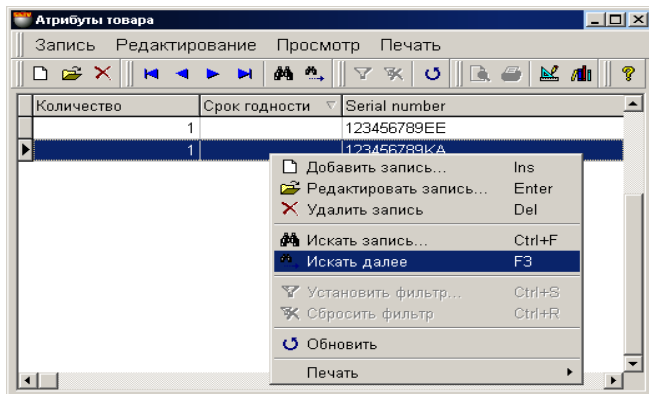 Атрибуты товара
Запись Редактирование Просмотр Печать
Количество Срок годности Serial number
1 123456789EE
1 123456789KA
Добавить запись... Ins
Редактировать запись... Enter
Удалить запись Del
Искать запись... Ctrl+F
Искать далее F3
Установить фильтр... Ctrl+S
Сбросить фильтр Ctrl+R
Обновить
Печать